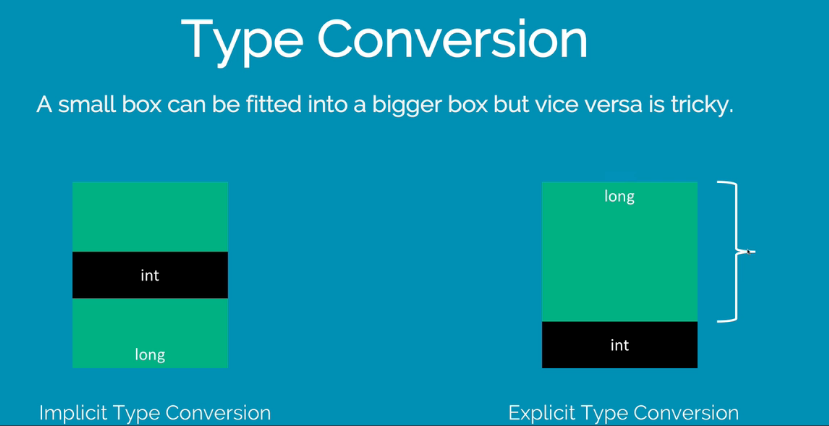 Type Conversion
A small box can be fitted into a bigger box but vice versa is tricky.
int
long
Implicit Type Conversion
long
int
Explicit Type Conversion